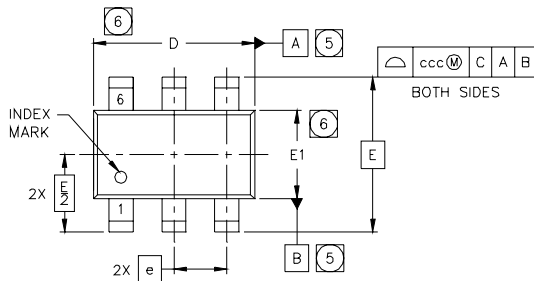 6
D
A 5
ccc Ⓜ C A B
BOTH SIDES
6
INDEX
MARK
6
E1
E
2X E/2
1
B 5
2X e